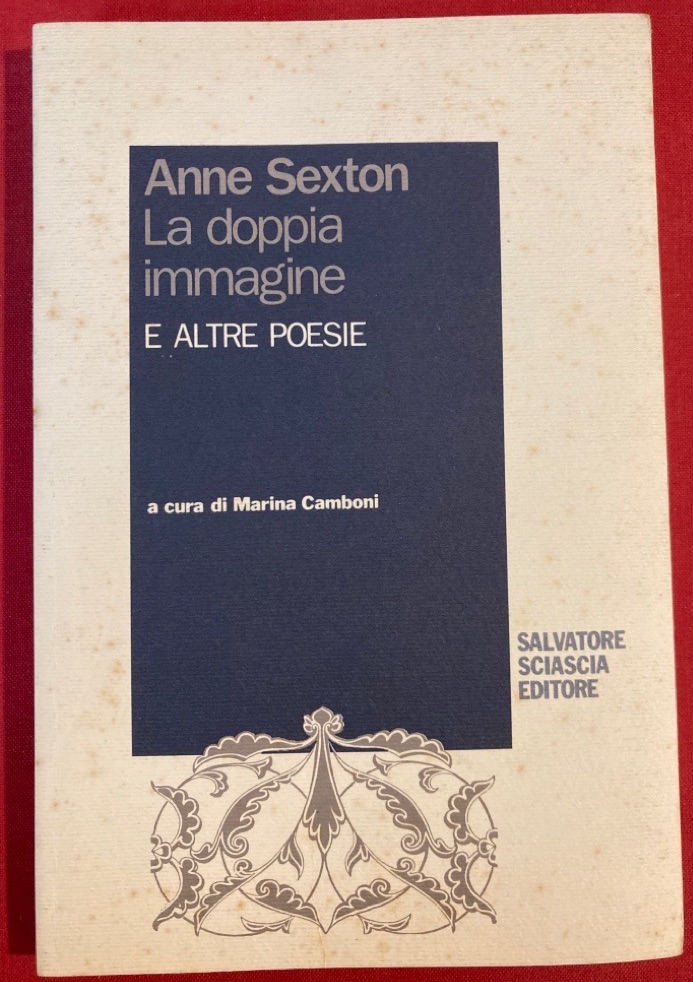 Anne Sexton
La doppia
immagine
E ALTRE POESIE
a cura di Marina Camboni
SALVATORE
SCIASCIA
EDITORE